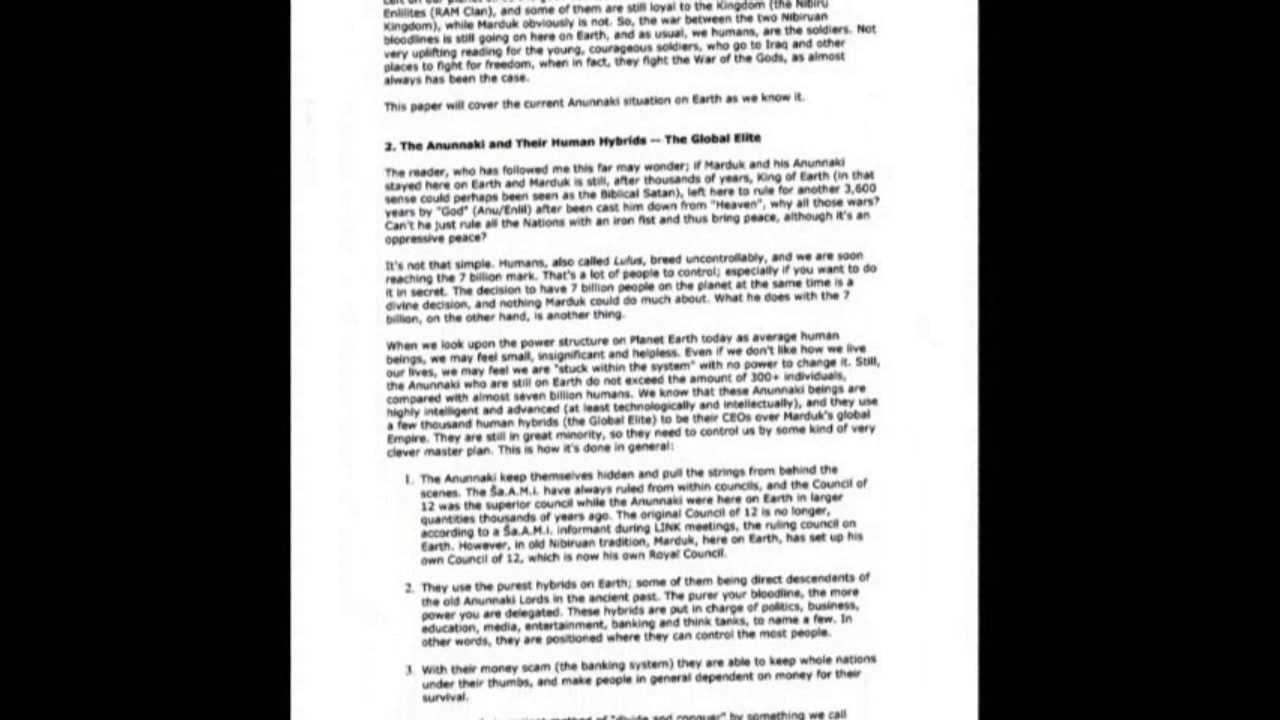 Enlilites (RAM Clan), and some of them are still loyal to the Kingdom (the Nibiru
Kingdom), while Marduk obviously is not. So, the war between the two Nibiruan
bloodlines is still going on here on Earth, and as usual, we humans, are the soldiers. Not
very uplifting reading for the young, courageous soldiers, who go to Iraq and other
places to fight for freedom, when in fact, they fight the War of the Gods, as almost
always has been the case.
This paper will cover the current Anunnaki situation on Earth as we know it.
2. The Anunnaki and Their Human Hybrids -- The Global Elite
The reader, who has followed me this far may wonder; if Marduk and his Anunnaki
stayed here on Earth and Marduk is still, after thousands of years, King of Earth (in that
sense could perhaps been seen as the Biblical Satan), left here to rule for another 3,600
years by "God" (Anu/Enlil) after been cast him down from "Heaven", why all those wars?
Can't he just rule all the Nations with an iron fist and thus bring peace, although it's an
oppressive peace?
It's not that simple. Humans, also called Lulus, breed uncontrollably, and we are soon
reaching the 7 billion mark. That's a lot of people to control; especially if you want to do
it in secret. The decision to have 7 billion people on the planet at the same time is a
divine decision, and nothing Marduk could do much about. What he does with the 7
billion, on the other hand, is another thing.
When we look upon the power structure on Planet Earth today as average human
beings, we may feel small, insignificant and helpless. Even if we don't like how we live
our lives, we may feel we are "stuck within the system" with no power to change it. Still,
the Anunnaki who are still on Earth do not exceed the amount of 300+ individuals,
compared with almost seven billion humans. We know that these Anunnaki beings are
highly intelligent and advanced (at least technologically and intellectually), and they use
a few thousand human hybrids (the Global Elite) to be their CEOs over Marduk's global
Empire. They are still in great minority, so they need to control us by some kind of very
clever master plan. This is how it's done in general:
1. The Anunnaki keep themselves hidden and pull the strings from behind the
scenes. The Ša.A.M.i. have always ruled from within councils, and the Council of
12 was the superior council while the Anunnaki were here on Earth in larger
quantities thousands of years ago. The original Council of 12 is no longer,
according to a Ša.A.M.i. informant during LINK meetings, the ruling council on
Earth. However, in old Nibiruan tradition, Marduk, here on Earth, has set up his
own Council of 12, which is now his own Royal Council.
2. They use the purest hybrids on Earth; some of them being direct descendents of
the old Anunnaki Lords in the ancient past. The purer your bloodline, the more
power you are delegated. These hybrids are put in charge of politics, business,
education, media, entertainment, banking and think tanks, to name a few. In
other words, they are positioned where they can control the most people.
3. With their money scam (the banking system) they are able to keep whole nations
under their thumbs, and make people in general dependent on money for their
survival.
method of "divide and conquer" by something we call